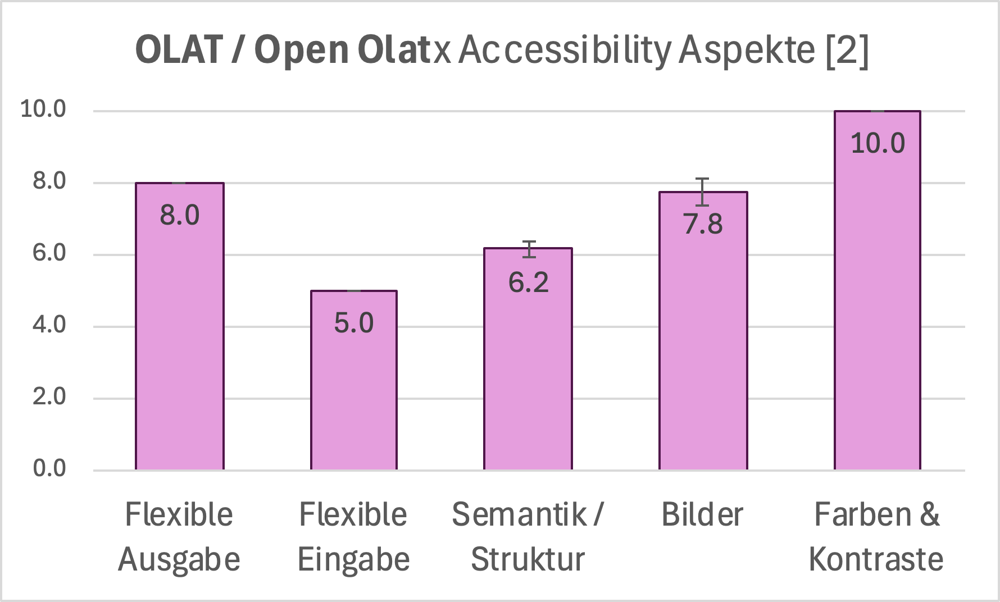 OLAT / Open Olatx Accessibility Aspekte [2]
10.0
8.0
6.0
4.0
2.0
0.0
8.0
5.0
6.2
7.8
10.0
Flexible
Ausgabe
Flexible
Eingabe
Semantik /
Struktur
Bilder
Farben &
Kontraste